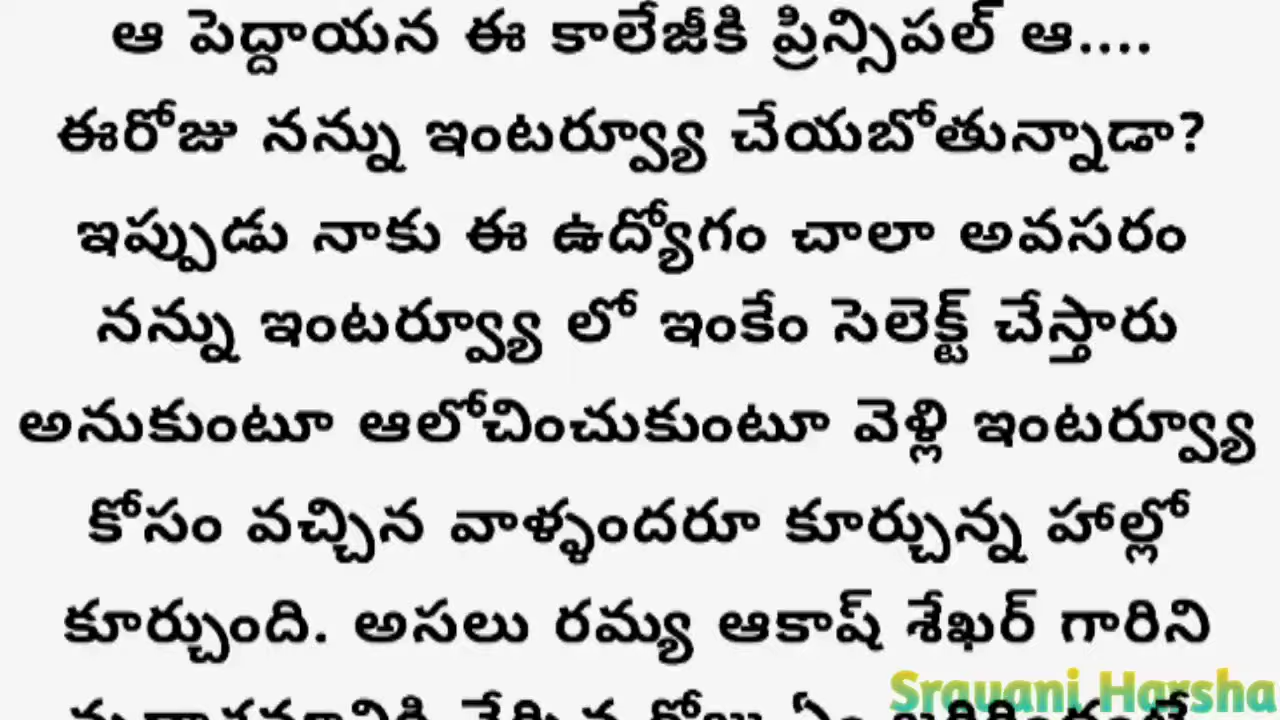 ఆ పెద్దాయన ఈ కాలేజీకి ప్రిన్సిపల్ ఆ....
ఈరోజు నన్ను ఇంటర్వ్యూ చేయబోతున్నాడా?
ఇప్పుడు నాకు ఈ ఉద్యోగం చాలా అవసరం
నన్ను ఇంటర్వ్యూ లో ఇంకేం సెలెక్ట్ చేస్తారు
అనుకుంటూ ఆలోచించుకుంటూ వెళ్లి ఇంటర్వ్యూ
కోసం వచ్చిన వాళ్ళందరూ కూర్చున్న హాల్లో
కూర్చుంది. అసలు రమ్య ఆకాష్ శేఖర్ గారిని
Sravani Harsha